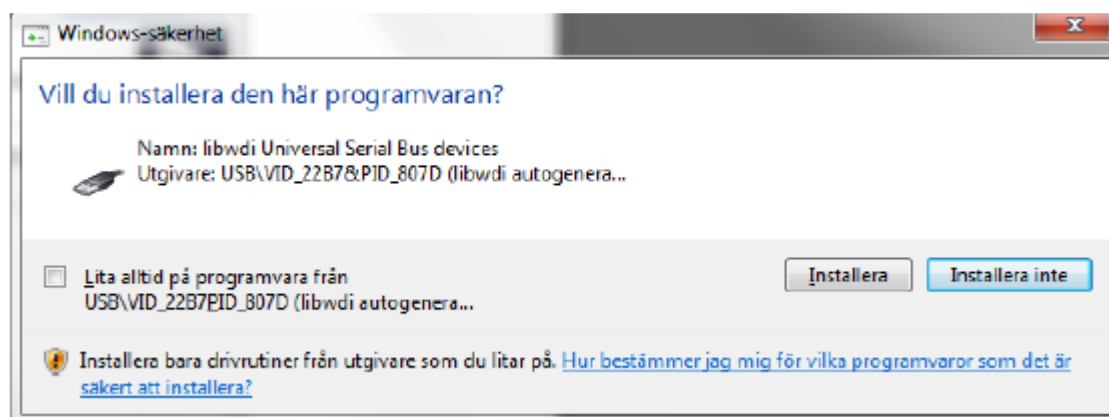 Windows-säkerhet
Vill du installera den här programvaran?
Namn: libwdi Universal Serial Bus devices
Utgivare: USB\VID_22B7&PID_807D (libwdi autogenera...
Lita alltid på programvara från
USB\VID_22B7PID_807D (libwdi autogenera...
Installera
Installera inte
Installera bara drivrutiner från utgivare som du litar på. Hur bestämmer jag mig för vilka programvaror som det är
säkert att installera?